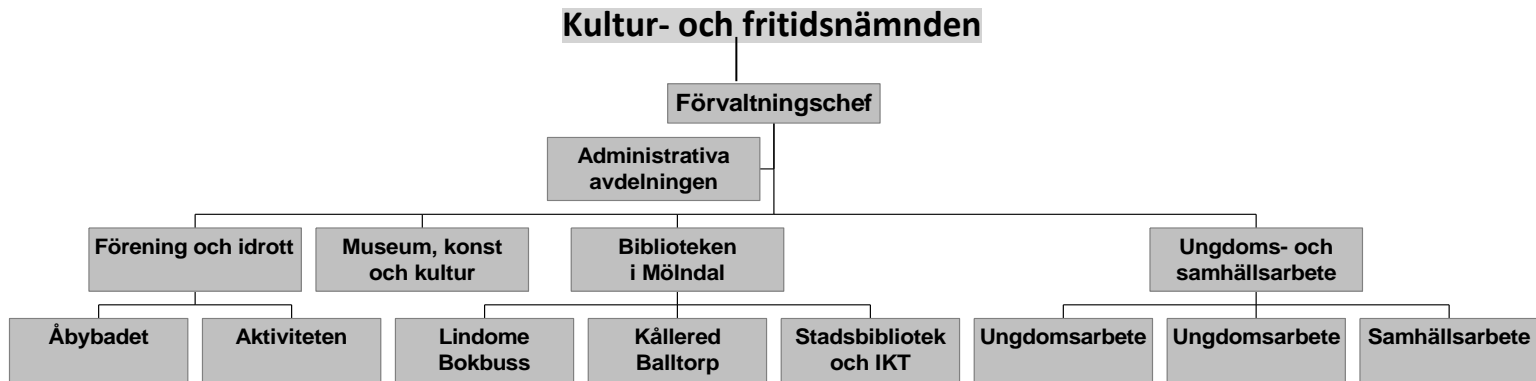 Kultur- och fritidsnämnden
Förvaltningschef
Administrativa
avdelningen
Förening och idrott
Museum, konst
och kultur
Biblioteken
i Mölndal
Ungdoms- och
samhällsarbete
Åbybadet
Aktiviteten
Lindome
Bokbuss
Kållered
Balltorp
Stadsbibliotek
och IKT
Ungdomsarbete
Ungdomsarbete
Samhällsarbete